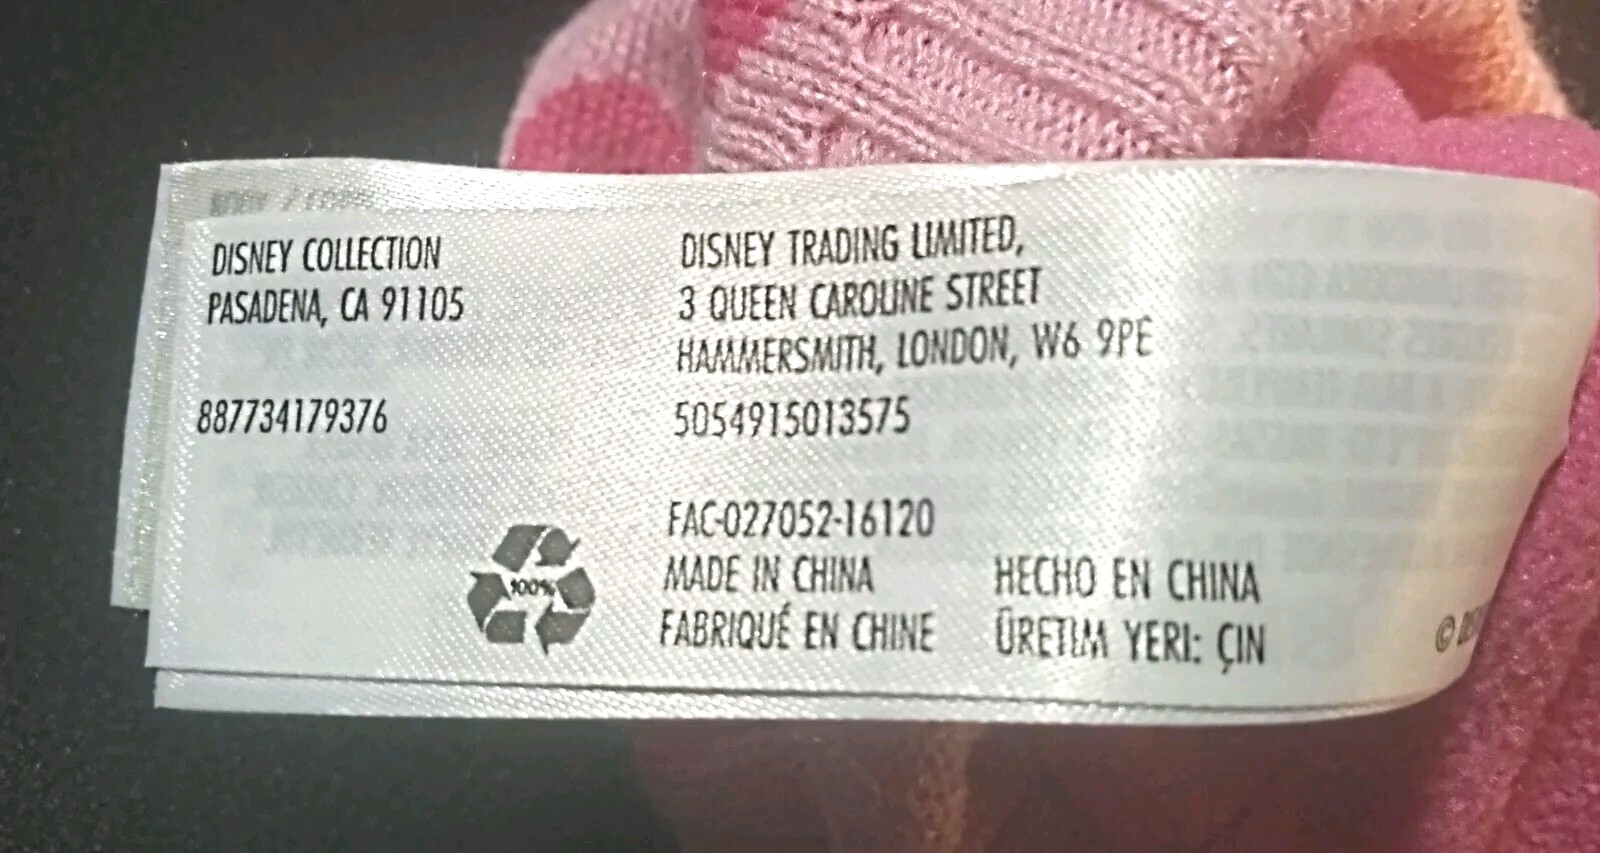 DISNEY COLLECTION
PASADENA, CA 91105
887734179376
DISNEY TRADING LIMITED,
3 QUEEN CAROLINE STREET
HAMMERSMITH, LONDON, W6 9PE
5054915013575
100%
FAC-027052-16120
MADE IN CHINA
FABRIQUÉ EN CHINE
HECHO EN CHINA
ÜRETIM YERI: ÇIN
©